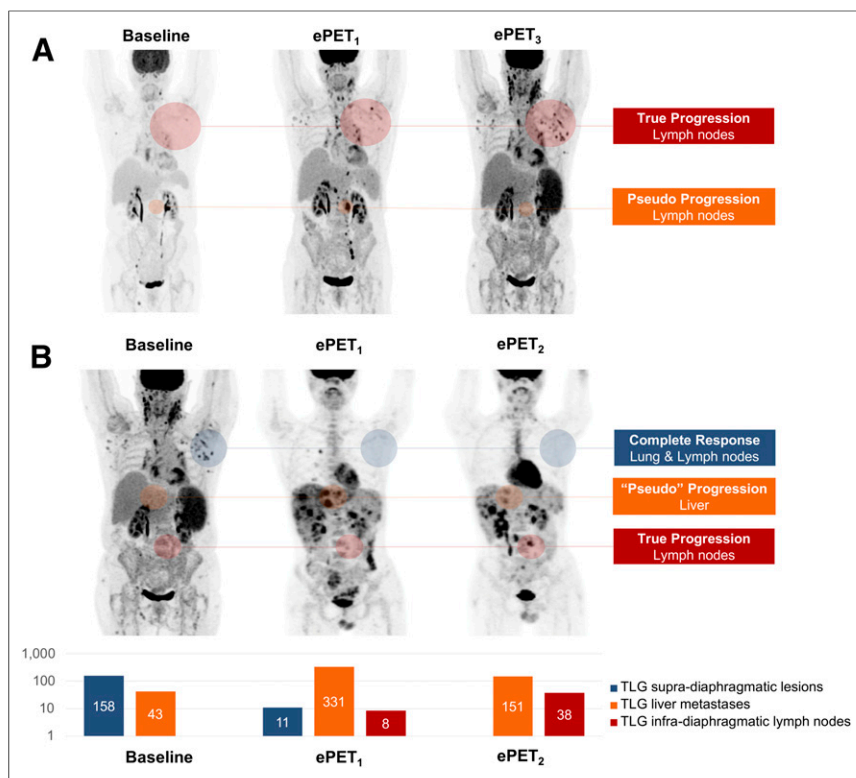 A
Baseline
ePET₁
ePET₃
True Progression
Lymph nodes
Pseudo Progression
Lymph nodes
B
Baseline
ePET₁
ePET₂
Complete Response
Lung & Lymph nodes
“Pseudo” Progression
Liver
True Progression
Lymph nodes
1,000
100
10
1
158
43
11
331
8
151
38
Baseline
ePET₁
ePET₂
TLG supra-diaphragmatic lesions
TLG liver metastases
TLG infra-diaphragmatic lymph nodes